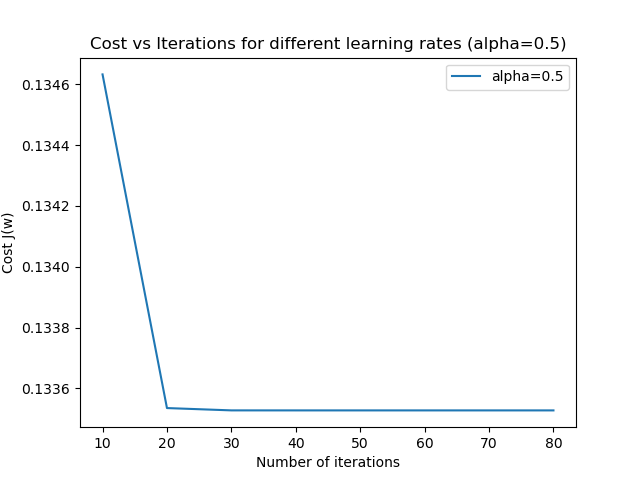 Cost vs Iterations for different learning rates (alpha=0.5)
alpha=0.5
0.1346
0.1344
0.1342
0.1340
0.1338
0.1336
Cost J(w)
10 20 30 40 50 60 70 80
Number of iterations